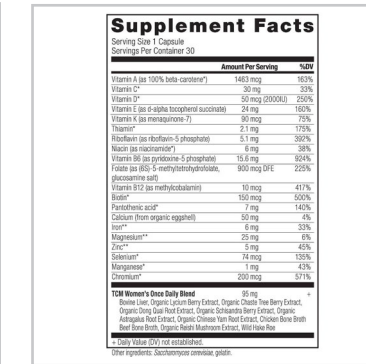 Supplement Facts
Serving Size 1 Capsule
Servings Per Container 30
Amount Per Serving %DV
Vitamin A (as 100% beta-carotene*) 1463 mcg 163%
Vitamin C* 30 mg 33%
Vitamin D* 50 mcg (2000IU) 250%
Vitamin E (as d-alpha tocopherol succinate) 24 mg 160%
Vitamin K (as menaquinone-7) 90 mcg 75%
Thiamin* 2.1 mg 175%
Riboflavin (as riboflavin-5 phosphate) 5.1 mg 392%
Niacin (as niacinamide*) 6 mg 38%
Vitamin B6 (as pyridoxine-5 phosphate) 15.6 mg 924%
Folate (as (6S)-5-methyltetrohydrofolate, 900 mcg DFE 225%
glucosamine salt)
Vitamin B12 (as methylcobalamin) 10 mcg 417%
Biotin* 150 mcg 500%
Pantothenic acid* 7 mg 140%
Calcium (from organic eggshell) 50 mg 4%
Iron** 6 mg 33%
Magnesium** 25 mg 6%
Zinc** 5 mg 45%
Selenium* 74 mcg 135%
Manganese* 1 mg 43%
Chromium* 200 mcg 571%
TCM Women's Once Daily Blend 95 mg +
Bovine Liver, Organic Lycium Berry Extract, Organic Chaste Tree Berry Extract,
Organic Dong Quai Root Extract, Organic Schisandra Berry Extract, Organic
Astragalus Root Extract, Organic Chinese Yam Root Extract, Chicken Bone Broth
Beef Bone Broth, Organic Reishi Mushroom Extract, Wild Hake Roe
+ Daily Value (DV) not established.
Other ingredients: Saccharomyces cerevisiae, gelatin.